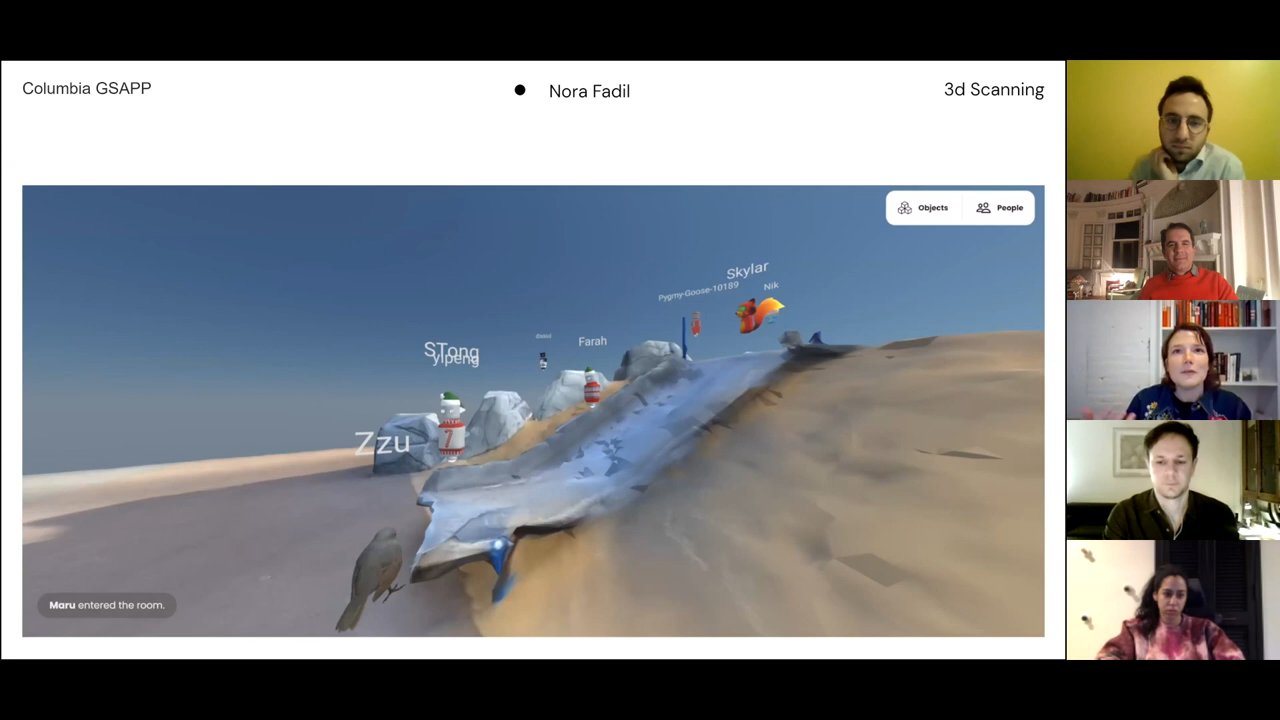 Columbia GSAPP
Nora Fadil
3d Scanning
Objects
People
Skylar
Nik
Pygmy-Goose-10189
Farah
STong
yipeng
Zzu
Maru entered the room.